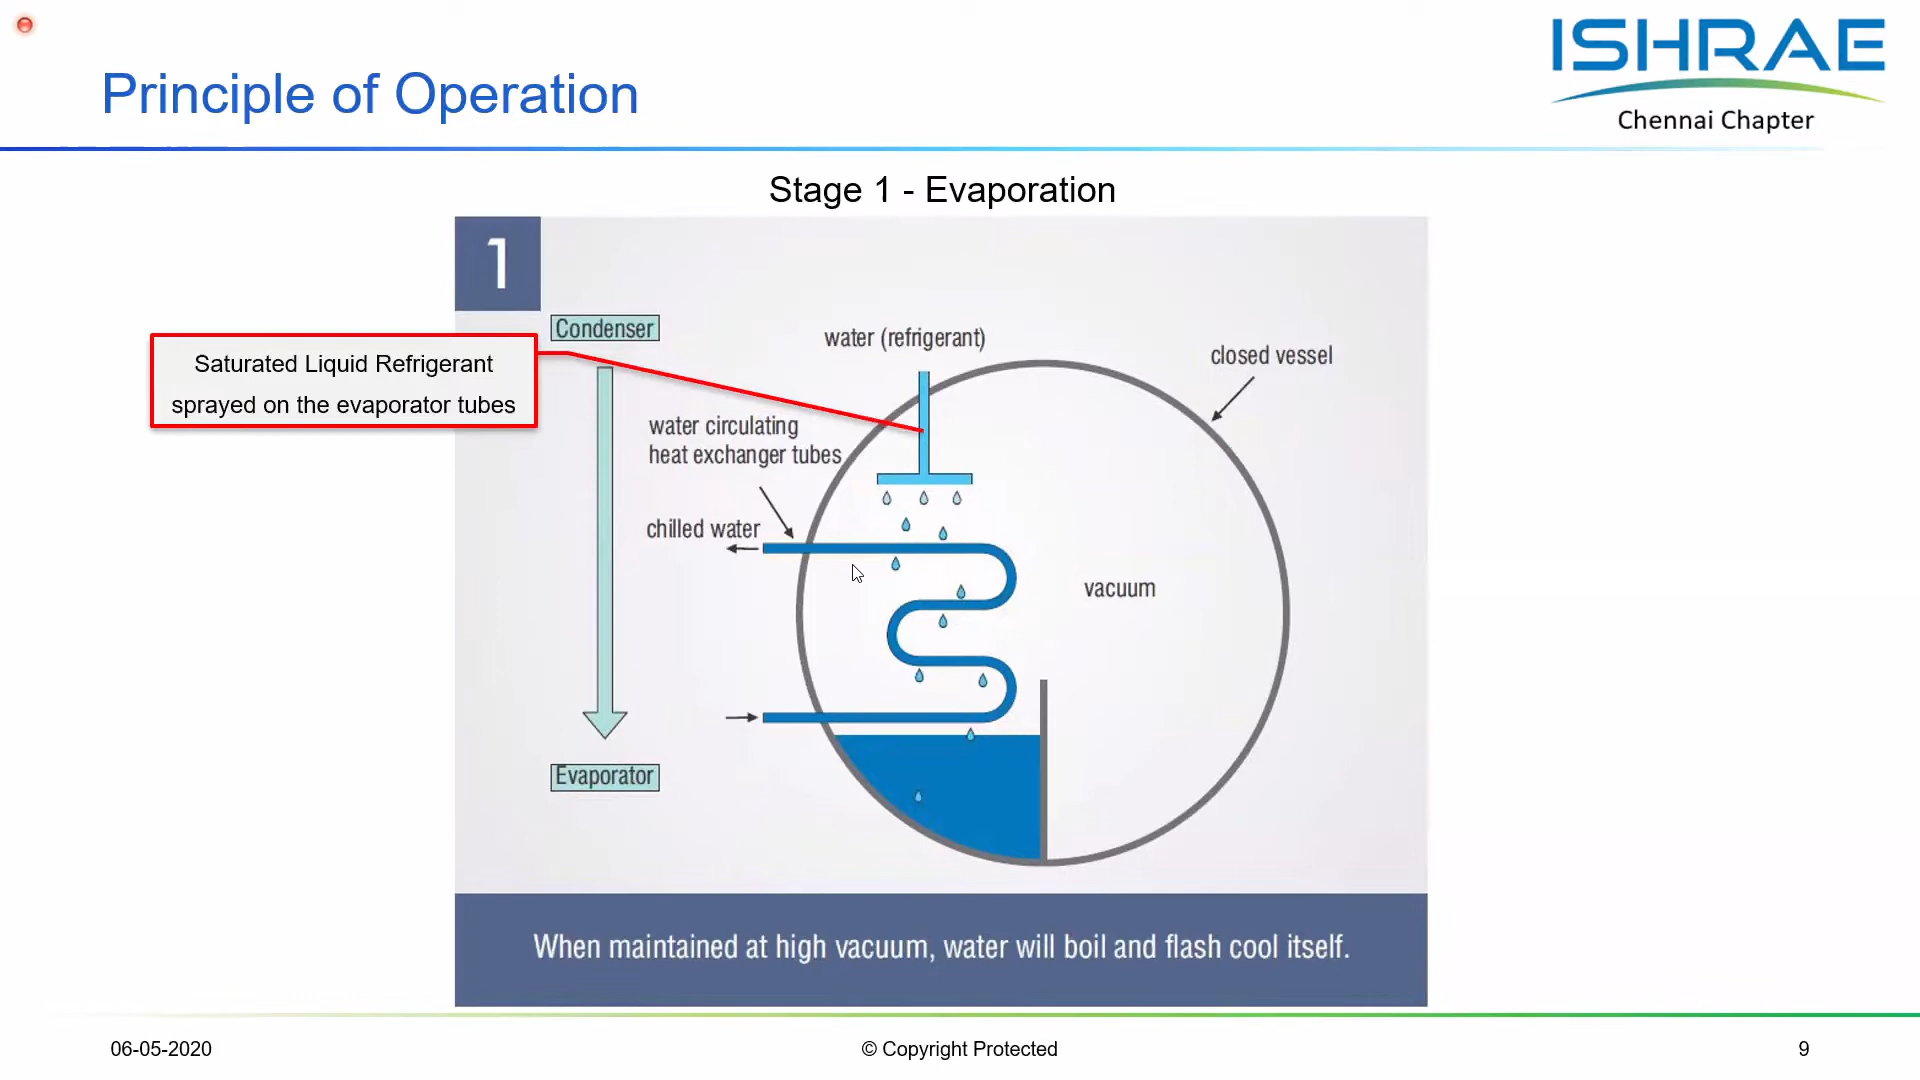 ISHRAE
Chennai Chapter
Principle of Operation
Stage 1 - Evaporation
1
Condenser
water (refrigerant)
closed vessel
Saturated Liquid Refrigerant
sprayed on the evaporator tubes
water circulating
heat exchanger tubes
chilled water
vacuum
Evaporator
When maintained at high vacuum, water will boil and flash cool itself.
06-05-2020
© Copyright Protected
9